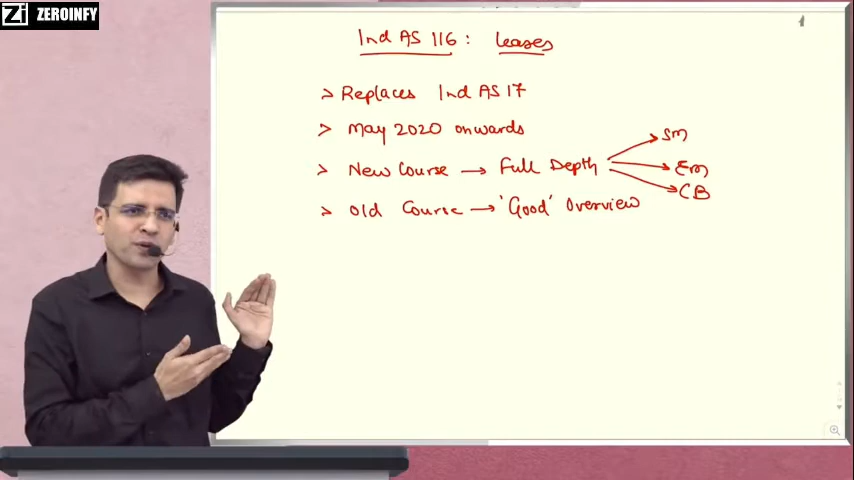 Zi ZEROINFY
Ind AS 116 : Leases
> Replaces Ind AS 17
> May 2020 onwards
> New Course → Full Depth → SM
→ EM
→ CB
> Old Course → 'Good' Overview